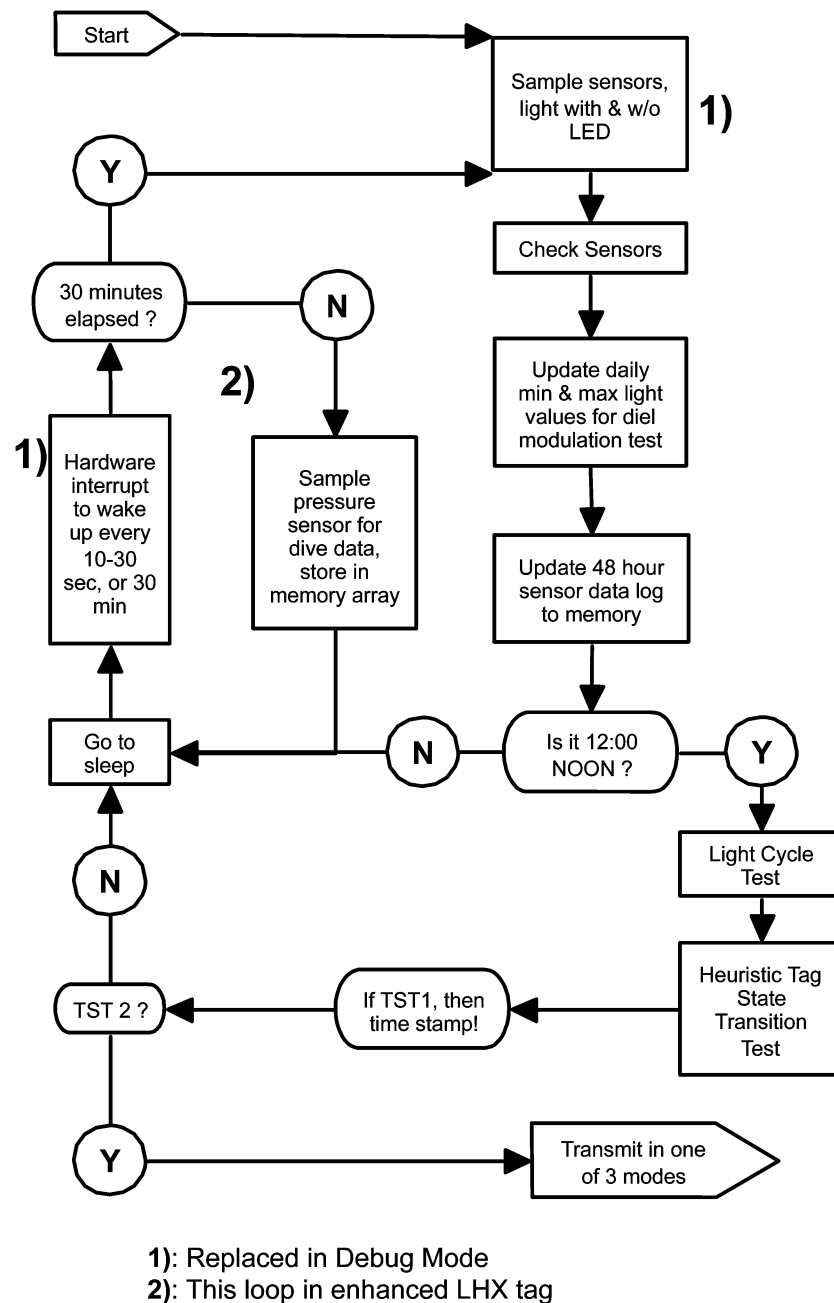 Start
Sample sensors,
light with & w/o
LED
1)
Y
Check Sensors
30 minutes
elapsed ?
N
2)
Update daily
min & max light
values for diel
modulation test
1)
Hardware
interrupt
to wake
up every
10-30
sec, or 30
min
Sample
pressure
sensor for
dive data,
store in
memory array
Update 48 hour
sensor data log
to memory
Go to
sleep
N
Is it 12:00
NOON ?
Y
Light Cycle
Test
N
Heuristic Tag
State
Transition
Test
If TST1, then
time stamp!
TST 2 ?
Y
Transmit in one
of 3 modes
1): Replaced in Debug Mode
2): This loop in enhanced LHX tag